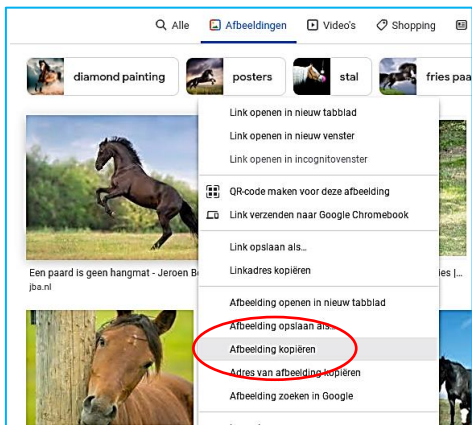 Alle Afbeeldingen Video's Shopping
diamond painting posters stal fries paa
Link openen in nieuw tabblad
Link openen in nieuw venster
Link openen in incognitovenster
QR-code maken voor deze afbeelding
Link verzenden naar Google Chromebook
Link opslaan als...
Linkadres kopiëren
Een paard is geen hangmat - Jeroen B
ies |...
jba.nl
Afbeelding openen in nieuw tabblad
Afbeelding opslaan als...
Afbeelding kopiëren
Adres van afbeelding kopiëren
Afbeelding zoeken in Google